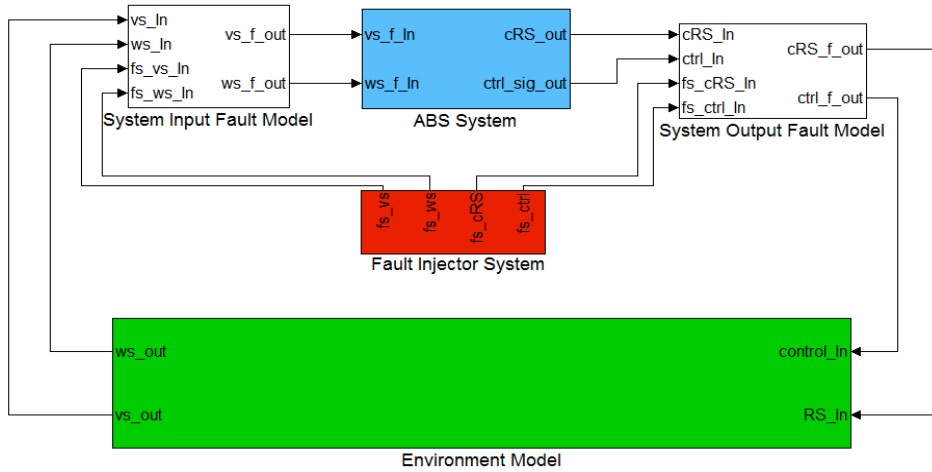 vs_In
ws_In
fs_vs_In
fs_ws_In
vs_f_out
ws_f_out
System Input Fault Model
vs_f_In
ws_f_In
cRS_out
ctrl_sig_out
ABS System
cRS_In
ctrl_In
fs_cRS_In
fs_ctrl_In
cRS_f_out
ctrl_f_out
System Output Fault Model
fs_vs
fs_ws
fs_cRS
fs_ctrl
Fault Injector System
ws_out
vs_out
control_In
RS_In
Environment Model